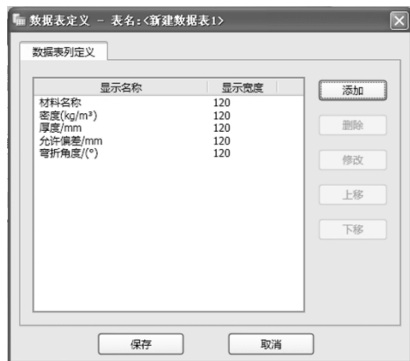 数据表定义 - 表名:<新建数据表1>
数据表列定义
显示名称 显示宽度
材料名称 120
密度(kg/m³) 120
厚度/mm 120
允许偏差/mm 120
弯折角度/(°) 120
添加
删除
修改
上移
下移
保存 取消